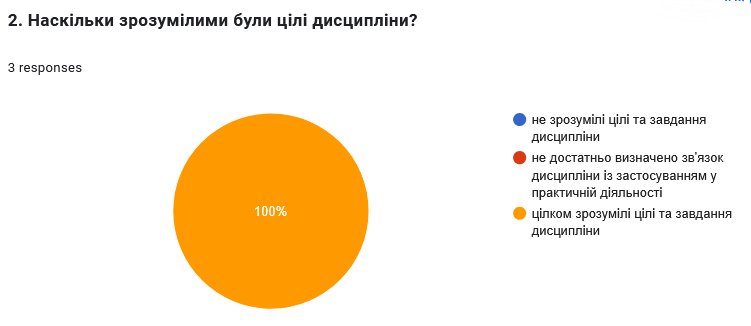 2. Наскільки зрозумілими були цілі дисципліни?
3 responses
100%
не зрозумілі цілі та завдання
дисципліни
не достатньо визначено зв'язок
дисципліни із застосуванням у
практичній діяльності
цілком зрозумілі цілі та завдання
дисципліни